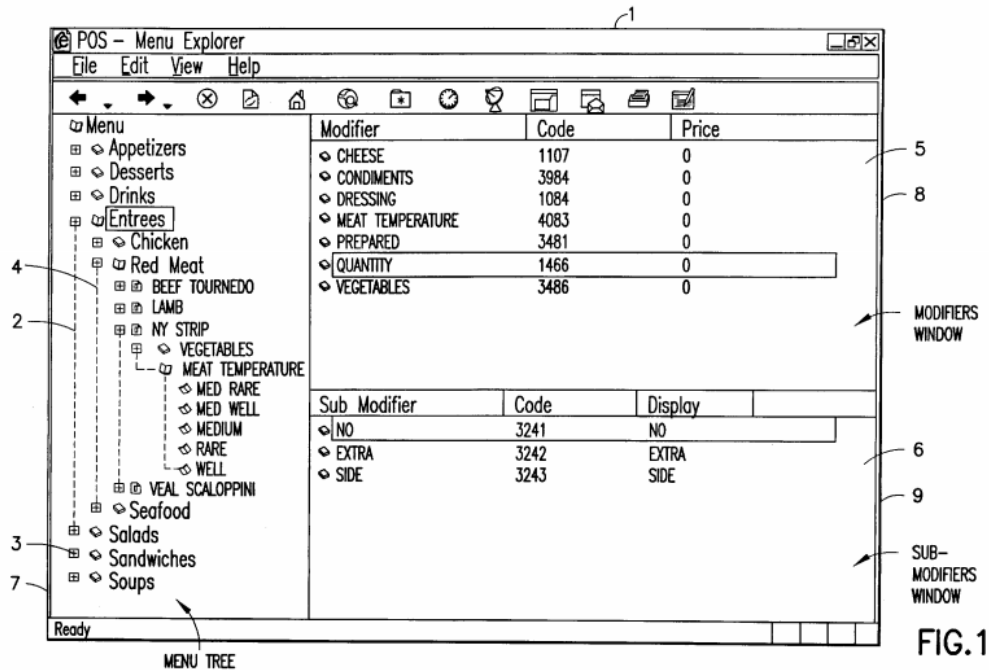 1
POS – Menu Explorer
File Edit View Help
Menu
Appetizers
Desserts
Drinks
Entrees
Chicken
Red Meat
BEEF TOURNEDO
LAMB
NY STRIP
VEGETABLES
MEAT TEMPERATURE
MED RARE
MED WELL
MEDIUM
RARE
WELL
VEAL SCALOPPINI
Seafood
Salads
Sandwiches
Soups
4
2
3
7
Modifier Code Price
CHEESE 1107 0
CONDIMENTS 3984 0
DRESSING 1084 0
MEAT TEMPERATURE 4083 0
PREPARED 3481 0
QUANTITY 1466 0
VEGETABLES 3486 0
5
8
MODIFIERS
WINDOW
Sub Modifier Code Display
NO 3241 NO
EXTRA 3242 EXTRA
SIDE 3243 SIDE
6
9
SUB–
MODIFIERS
WINDOW
Ready
MENU TREE
FIG.1